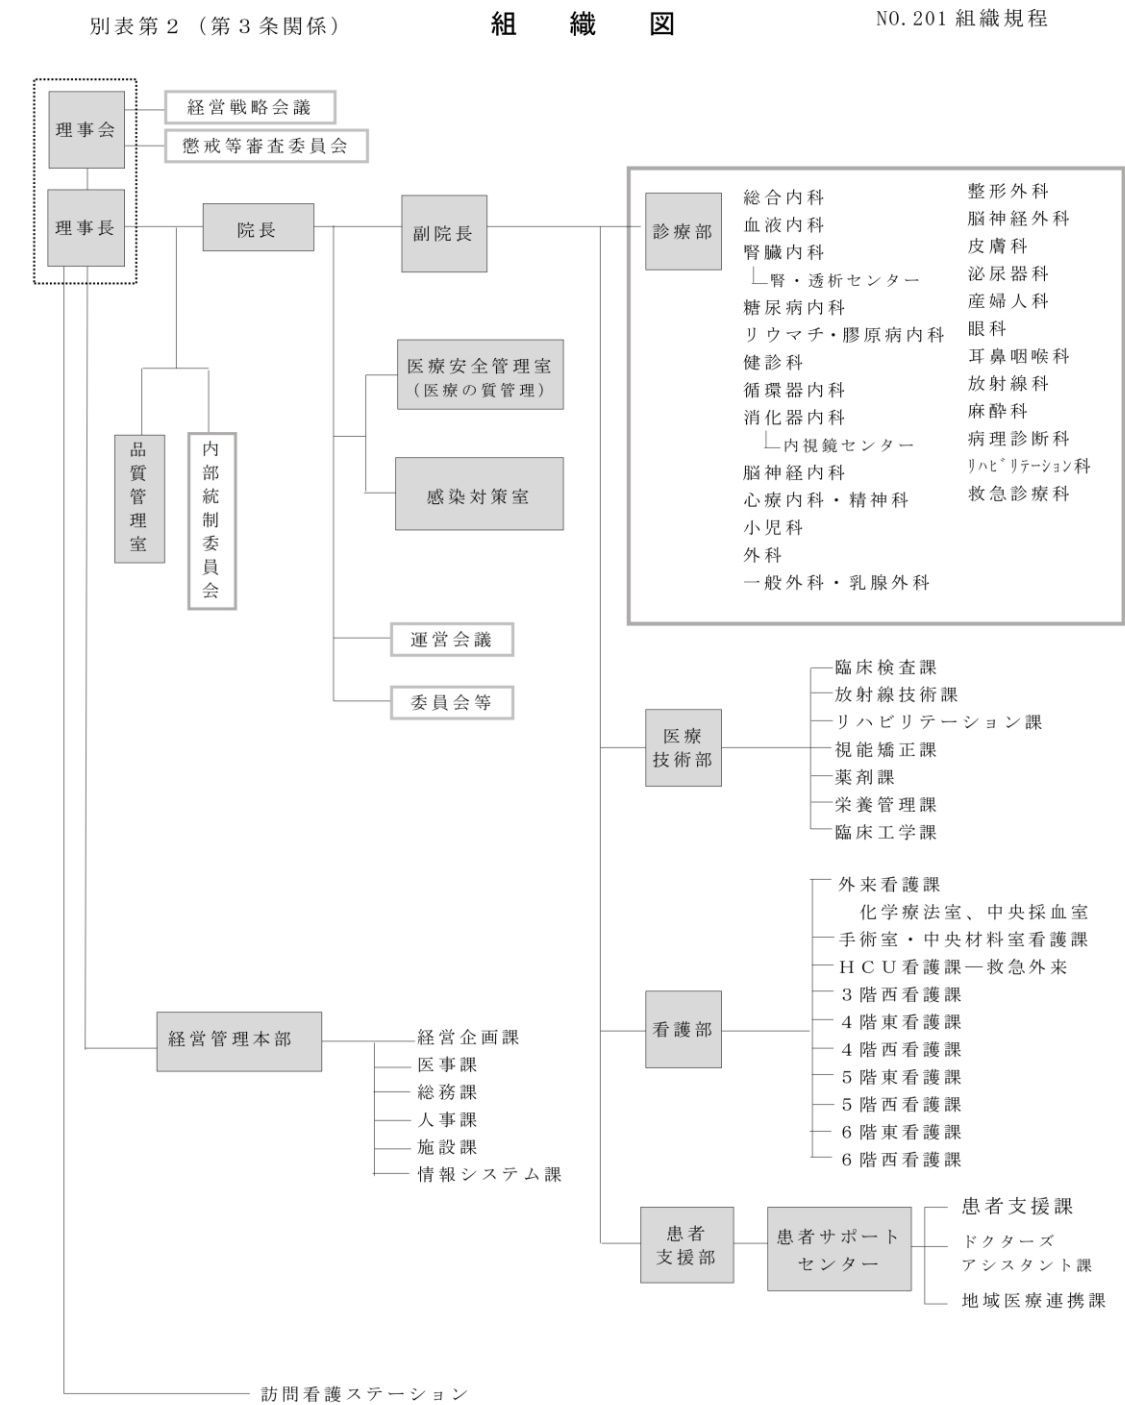 別表第２（第３条関係）
組織図
NO.201 組織規程
理事会
経営戦略会議
懲戒等審査委員会
理事長
院長
副院長
診療部
総合内科
血液内科
腎臓内科
腎・透析センター
糖尿病内科
リウマチ・膠原病内科
健診科
循環器内科
消化器内科
内視鏡センター
脳神経内科
心療内科・精神科
小児科
外科
一般外科・乳腺外科
整形外科
脳神経外科
皮膚科
泌尿器科
産婦人科
眼科
耳鼻咽喉科
放射線科
麻酔科
病理診断科
ﾘﾊﾋﾞﾘﾃｰｼｮﾝ科
救急診療科
医療安全管理室
（医療の質管理）
感染対策室
品質管理室
内部統制委員会
運営会議
委員会等
医療
技術部
臨床検査課
放射線技術課
リハビリテーション課
視能矯正課
薬剤課
栄養管理課
臨床工学課
看護部
外来看護課
化学療法室、中央採血室
手術室・中央材料室看護課
ＨＣＵ看護課―救急外来
３階西看護課
４階東看護課
４階西看護課
５階東看護課
５階西看護課
６階東看護課
６階西看護課
経営管理本部
経営企画課
医事課
総務課
人事課
施設課
情報システム課
患者
支援部
患者サポート
センター
患者支援課
ドクターズ
アシスタント課
地域医療連携課
訪問看護ステーション